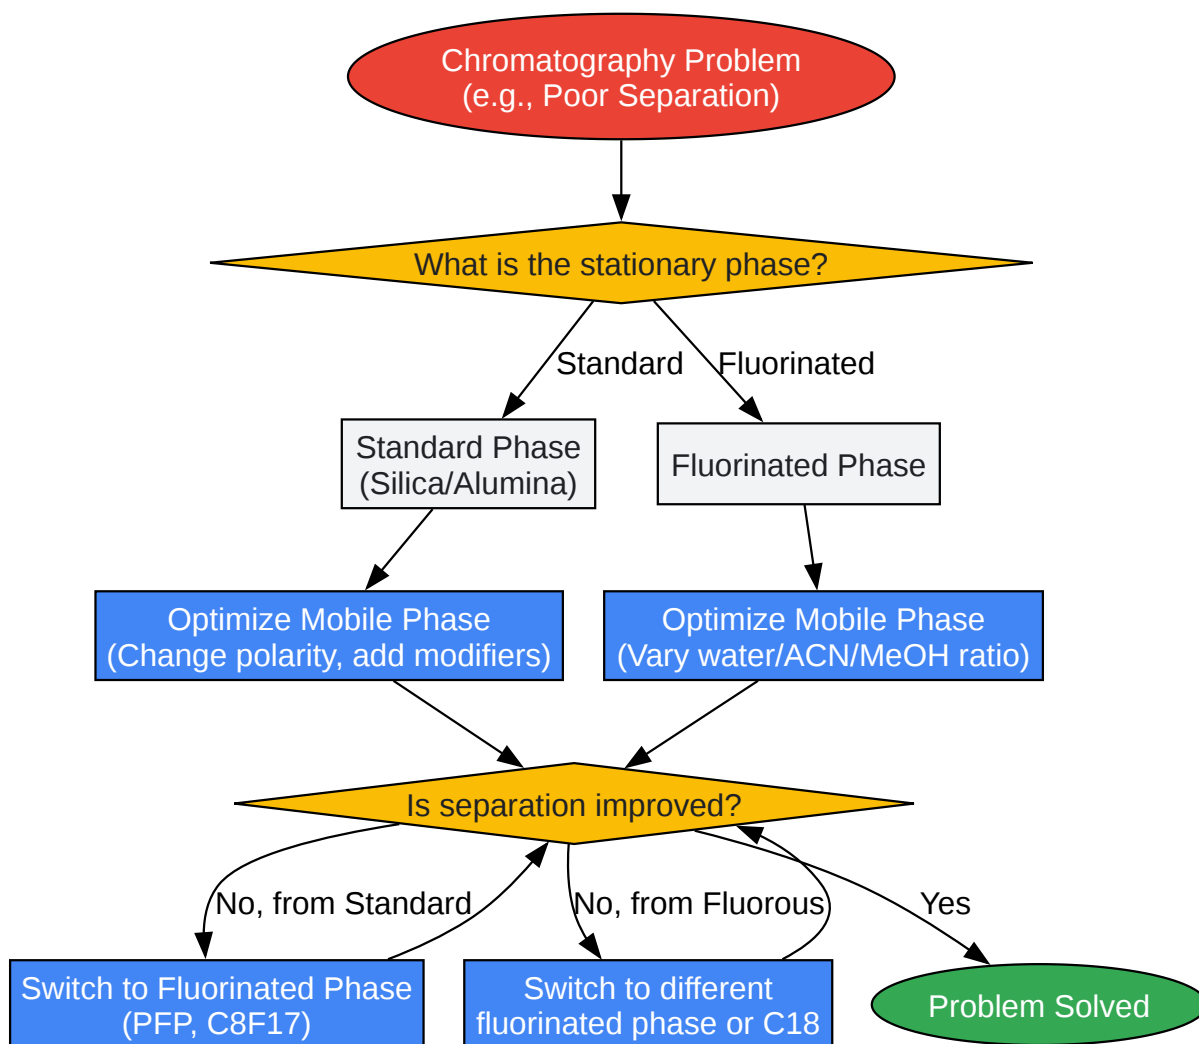 Chromatography Problem
(e.g., Poor Separation)
What is the stationary phase?
Standard
Fluorinated
Standard Phase
(Silica/Alumina)
Fluorinated Phase
Optimize Mobile Phase
(Change polarity, add modifiers)
Optimize Mobile Phase
(Vary water/ACN/MeOH ratio)
Is separation improved?
No, from Standard
No, from Fluorous
Yes
Switch to Fluorinated Phase
(PFP, C8F17)
Switch to different
fluorinated phase or C18
Problem Solved